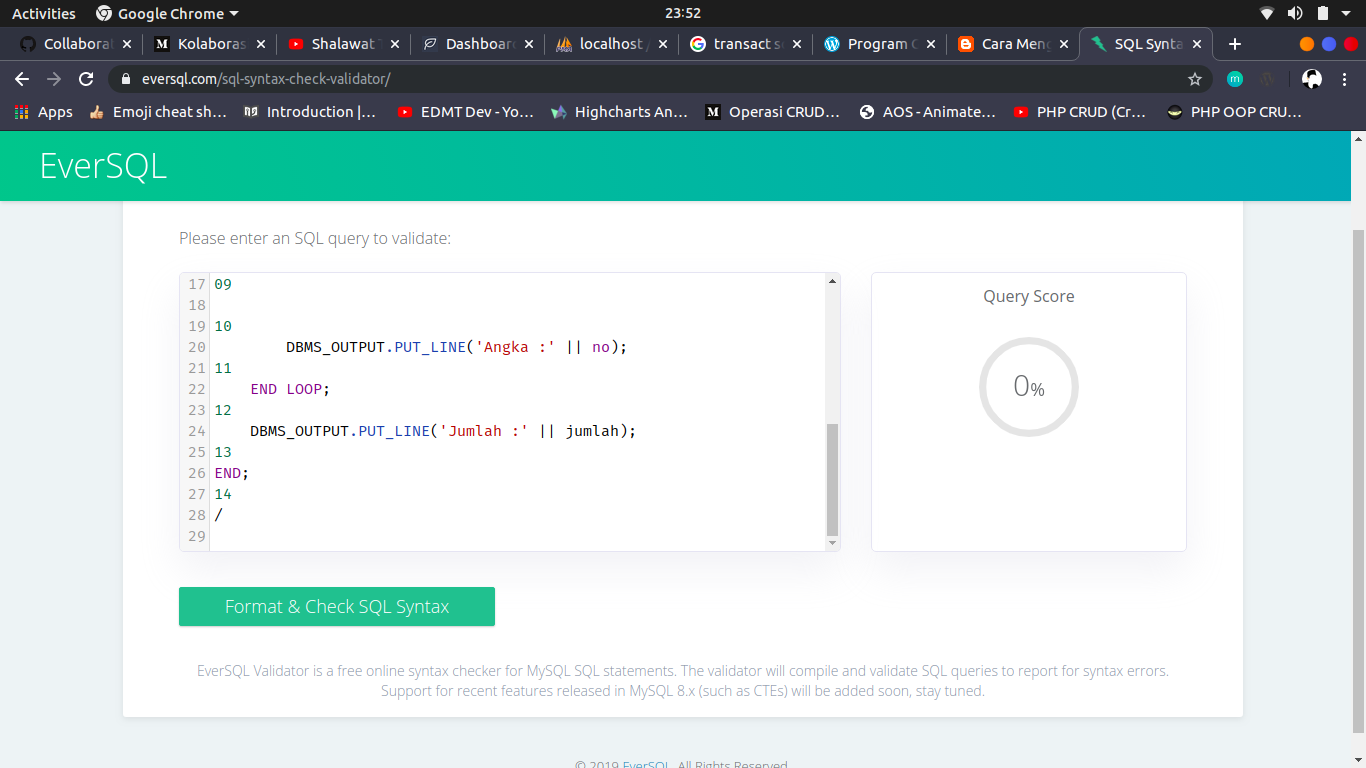 Activities Google Chrome 23:52
Collabora Kolaboras Shalawat Dashboar localhost / transact s Program Cara Meng SQL Synta
eversql.com/sql-syntax-check-validator/
Apps Emoji cheat sh... Introduction |... EDMT Dev - Yo... Highcharts An... Operasi CRUD... AOS - Animate... PHP CRUD (Cr... PHP OOP CRU...
EverSQL
Please enter an SQL query to validate:
17 09
18
19 10
20 DBMS_OUTPUT.PUT_LINE('Angka :' || no);
21 11
22 END LOOP;
23 12
24 DBMS_OUTPUT.PUT_LINE('Jumlah :' || jumlah);
25 13
26 END;
27 14
28 /
29
Query Score
0%
Format & Check SQL Syntax
EverSQL Validator is a free online syntax checker for MySQL SQL statements. The validator will compile and validate SQL queries to report for syntax errors.
Support for recent features released in MySQL 8.x (such as CTEs) will be added soon, stay tuned.
© 2019 EverSQL. All Rights Reserved